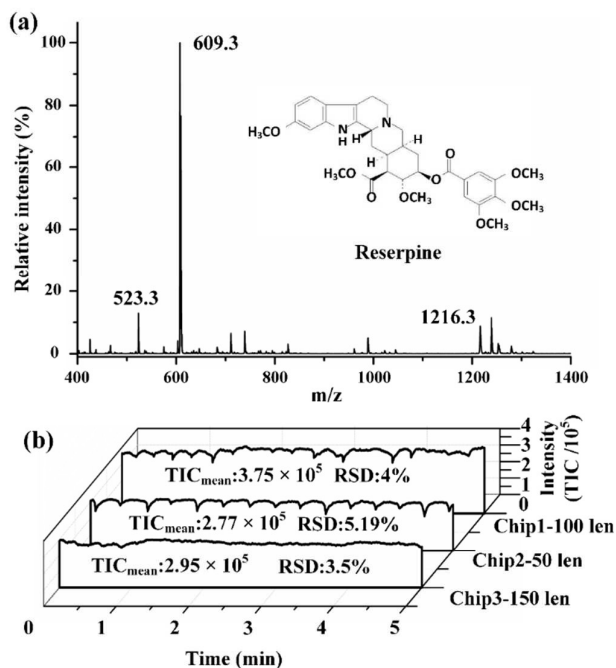 (a)
Relative intensity (%)
100
80
60
40
20
0
609.3
523.3
1216.3
H₃CO
NH
H
N
H
H
H₃CO
O
OCH₃
O
O
OCH₃
OCH₃
OCH₃
Reserpine
400
600
800
1000
1200
1400
m/z
(b)
TICmean:3.75 × 10⁵ RSD:4%
TICmean:2.77 × 10⁵ RSD:5.19%
TICmean:2.95 × 10⁵ RSD:3.5%
4
3
2
1
0
Intensity
(TIC /10⁵)
Chip1-100 len
Chip2-50 len
Chip3-150 len
0
1
2
3
4
5
Time (min)